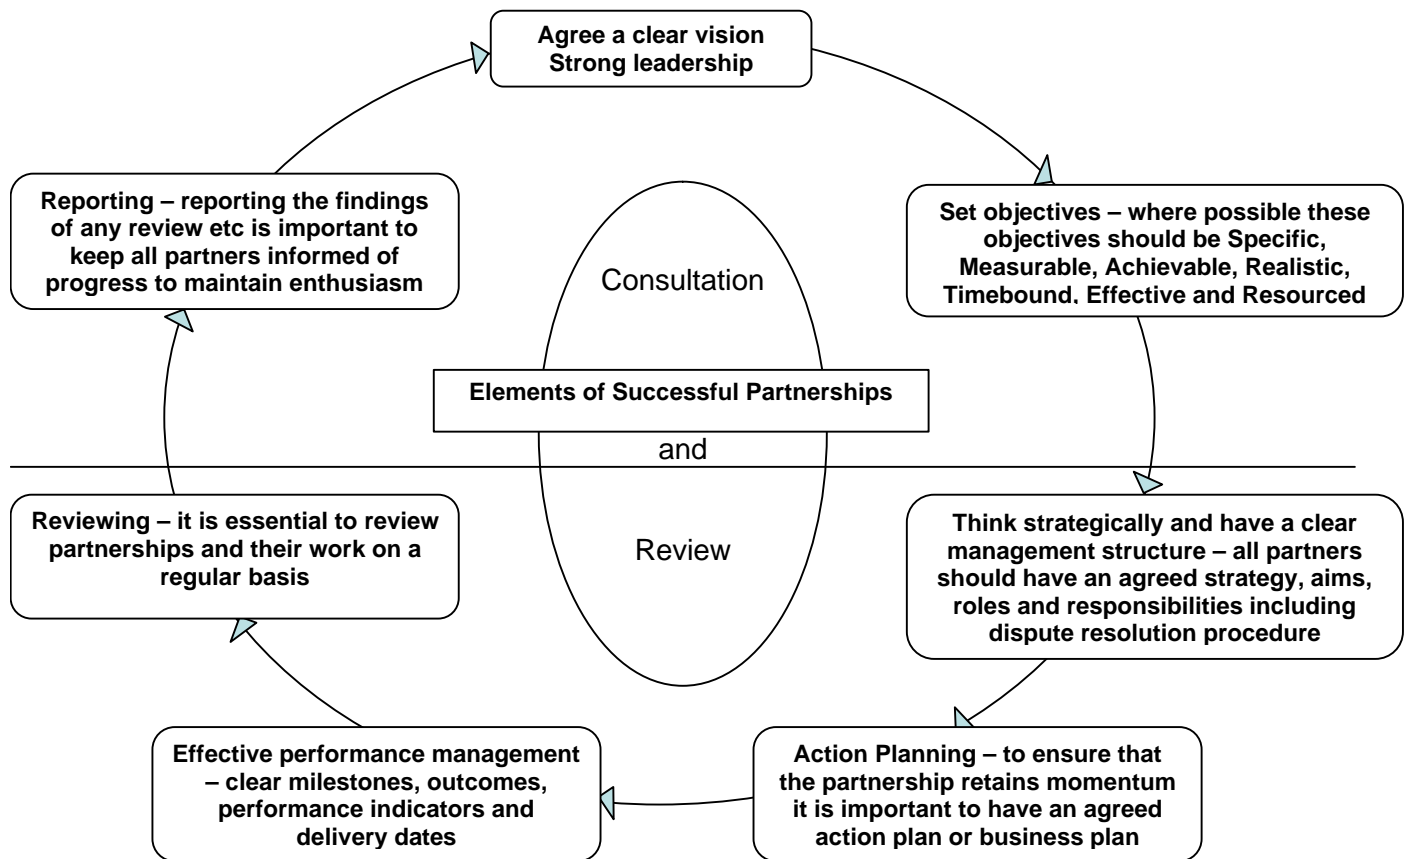 Agree a clear vision
Strong leadership
Set objectives – where possible these
objectives should be Specific,
Measurable, Achievable, Realistic,
Timebound, Effective and Resourced
Think strategically and have a clear
management structure – all partners
should have an agreed strategy, aims,
roles and responsibilities including
dispute resolution procedure
Action Planning – to ensure that
the partnership retains momentum
it is important to have an agreed
action plan or business plan
Effective performance management
– clear milestones, outcomes,
performance indicators and
delivery dates
Reviewing – it is essential to review
partnerships and their work on a
regular basis
Reporting – reporting the findings
of any review etc is important to
keep all partners informed of
progress to maintain enthusiasm
Consultation
Elements of Successful Partnerships
and
Review